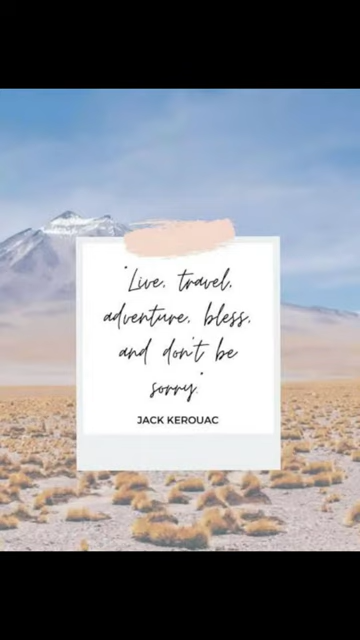 "Live, travel,
adventure, bless,
and don't be
sorry."
JACK KEROUAC